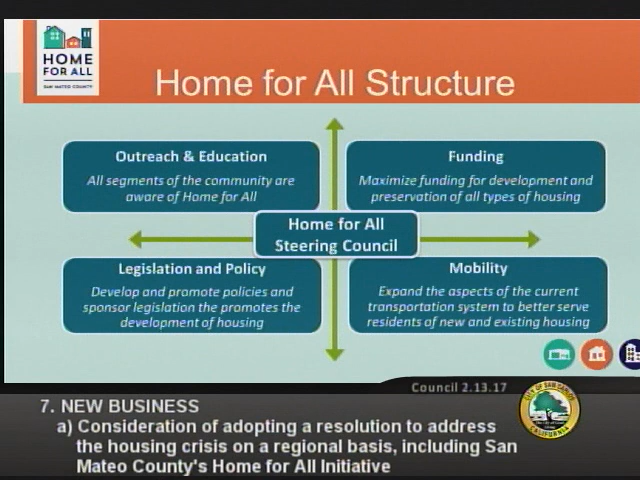 HOME
FOR ALL
SAN MATEO COUNTY
Home for All Structure
Outreach & Education
All segments of the community are
aware of Home for All
Funding
Maximize funding for development and
preservation of all types of housing
Home for All
Steering Council
Legislation and Policy
Develop and promote policies and
sponsor legislation the promotes the
development of housing
Mobility
Expand the aspects of the current
transportation system to better serve
residents of new and existing housing
Council 2.13.17
7. NEW BUSINESS
a) Consideration of adopting a resolution to address
the housing crisis on a regional basis, including San
Mateo County's Home for All Initiative
CITY OF SAN CARLOS
CALIFORNIA